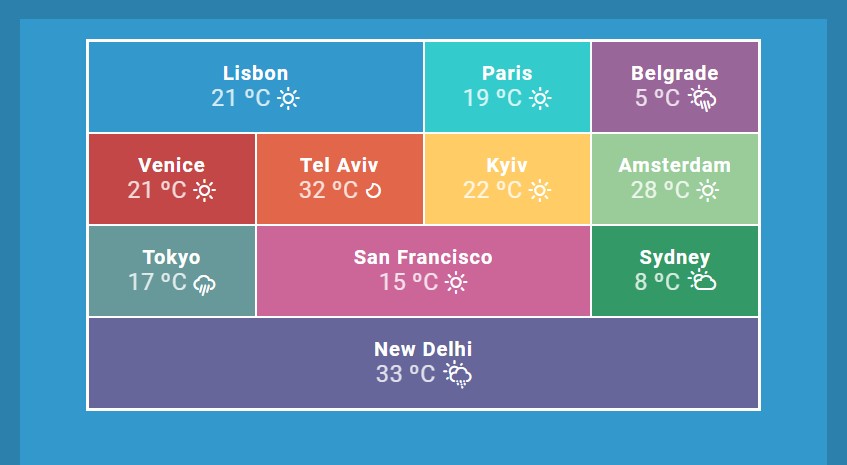 Lisbon
21 ºC
Paris
19 ºC
Belgrade
5 ºC
Venice
21 ºC
Tel Aviv
32 ºC
Kyiv
22 ºC
Amsterdam
28 ºC
Tokyo
17 ºC
San Francisco
15 ºC
Sydney
8 ºC
New Delhi
33 ºC